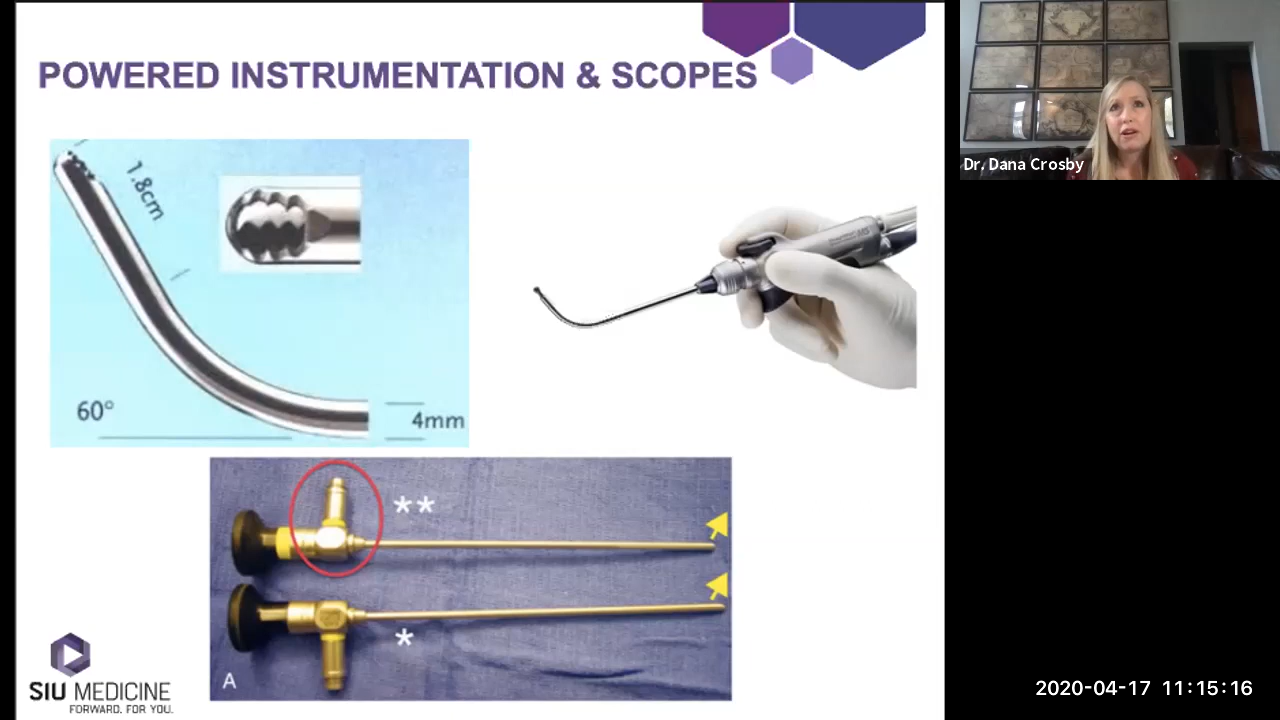 POWERED INSTRUMENTATION & SCOPES
1.8cm
60°
4mm
**
*
A
SIU MEDICINE
FORWARD. FOR YOU.
Dr. Dana Crosby
2020-04-17 11:15:16